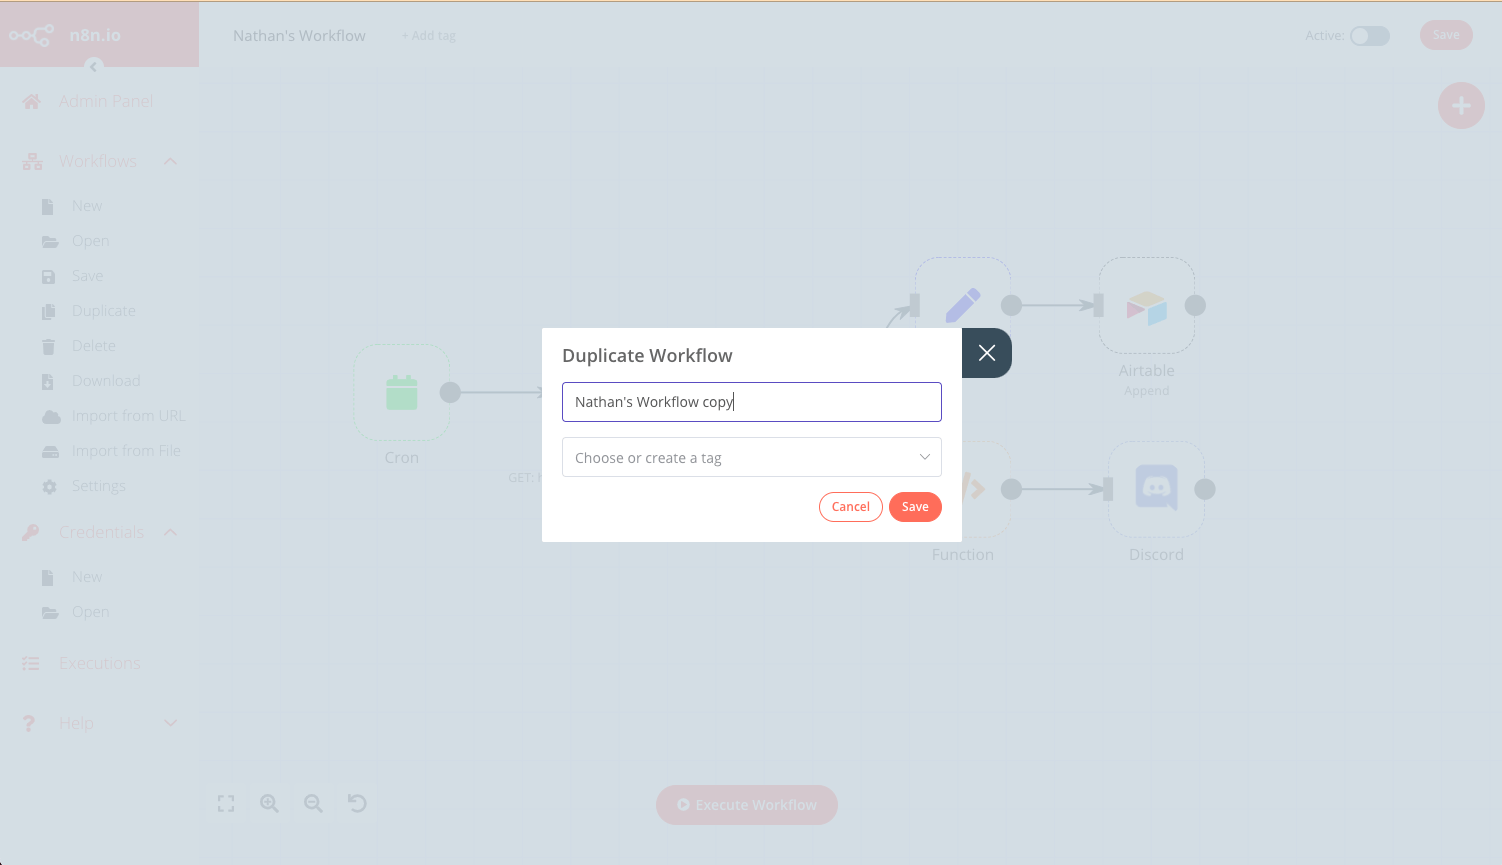 n8n.io
Nathan's Workflow
+ Add tag
Active:
Save
Admin Panel
Workflows
New
Open
Save
Duplicate
Delete
Download
Import from URL
Import from File
Settings
Credentials
New
Open
Executions
Help
Cron
GET:
Airtable
Append
Function
Discord
Duplicate Workflow
Nathan's Workflow copy
Choose or create a tag
Cancel
Save
Execute Workflow